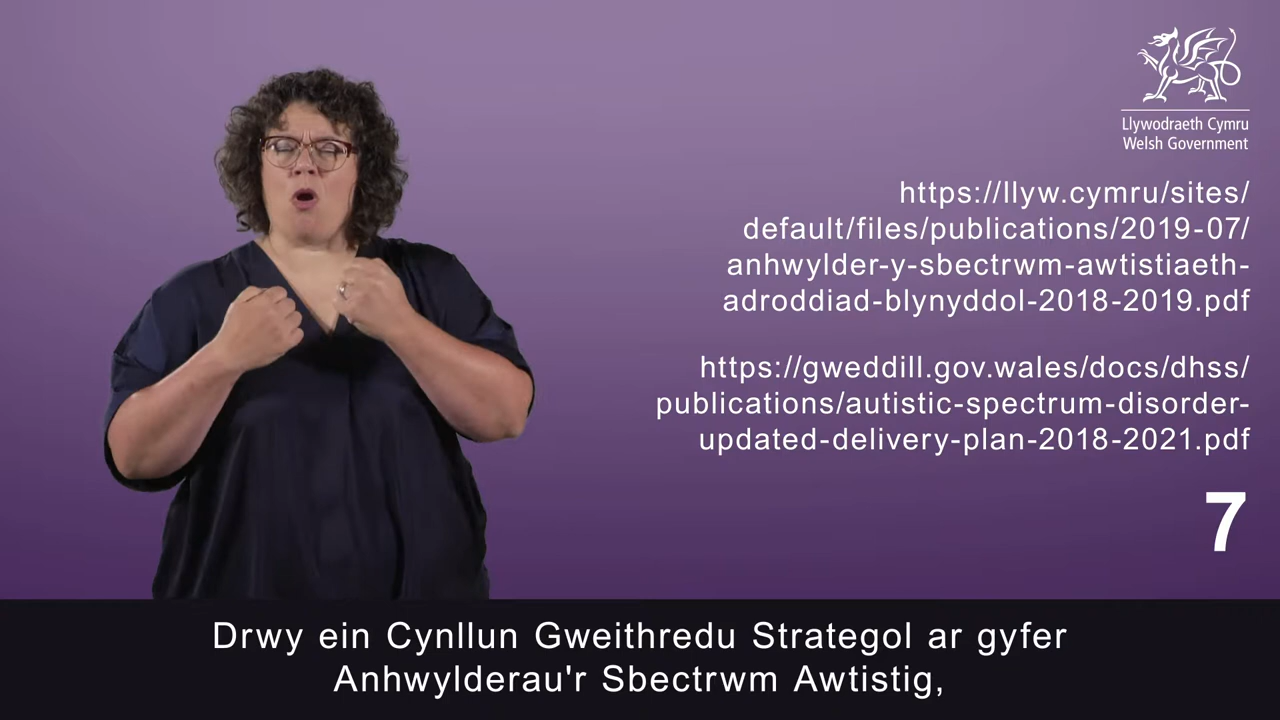 Llywodraeth Cymru
Welsh Government
https://llyw.cymru/sites/
default/files/publications/2019-07/
anhwylder-y-sbectrwm-awtistiaeth-
adroddiad-blynyddol-2018-2019.pdf
https://gweddill.gov.wales/docs/dhss/
publications/autistic-spectrum-disorder-
updated-delivery-plan-2018-2021.pdf
7
Drwy ein Cynllun Gweithredu Strategol ar gyfer
Anhwylderau'r Sbectrwm Awtistig,